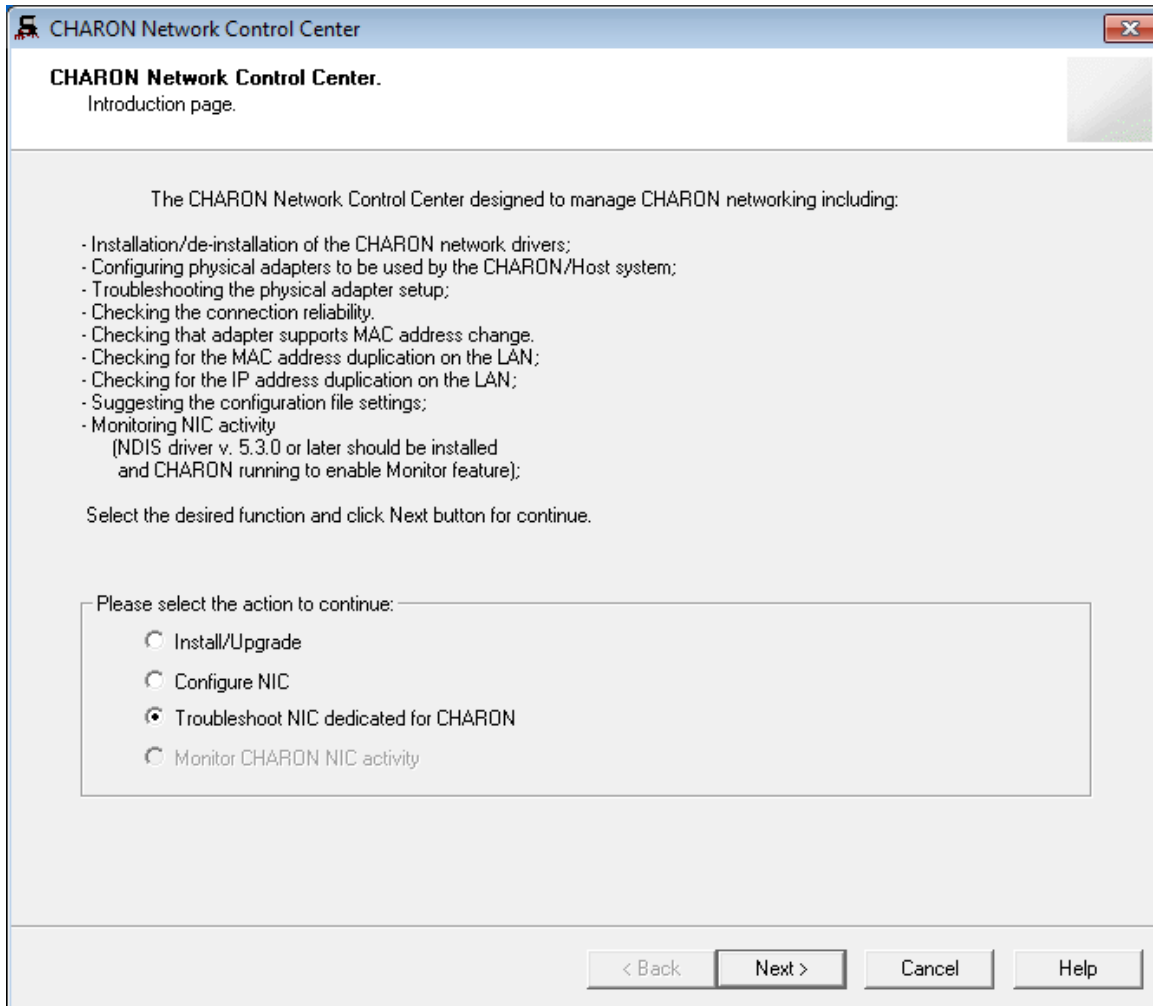 CHARON Network Control Center
CHARON Network Control Center.
Introduction page.
The CHARON Network Control Center designed to manage CHARON networking including:
- Installation/de-installation of the CHARON network drivers;
- Configuring physical adapters to be used by the CHARON/Host system;
- Troubleshooting the physical adapter setup;
- Checking the connection reliability.
- Checking that adapter supports MAC address change.
- Checking for the MAC address duplication on the LAN;
- Checking for the IP address duplication on the LAN;
- Suggesting the configuration file settings;
- Monitoring NIC activity
(NDIS driver v. 5.3.0 or later should be installed
and CHARON running to enable Monitor feature);
Select the desired function and click Next button for continue.
Please select the action to continue:
Install/Upgrade
Configure NIC
Troubleshoot NIC dedicated for CHARON
Monitor CHARON NIC activity
< Back
Next >
Cancel
Help